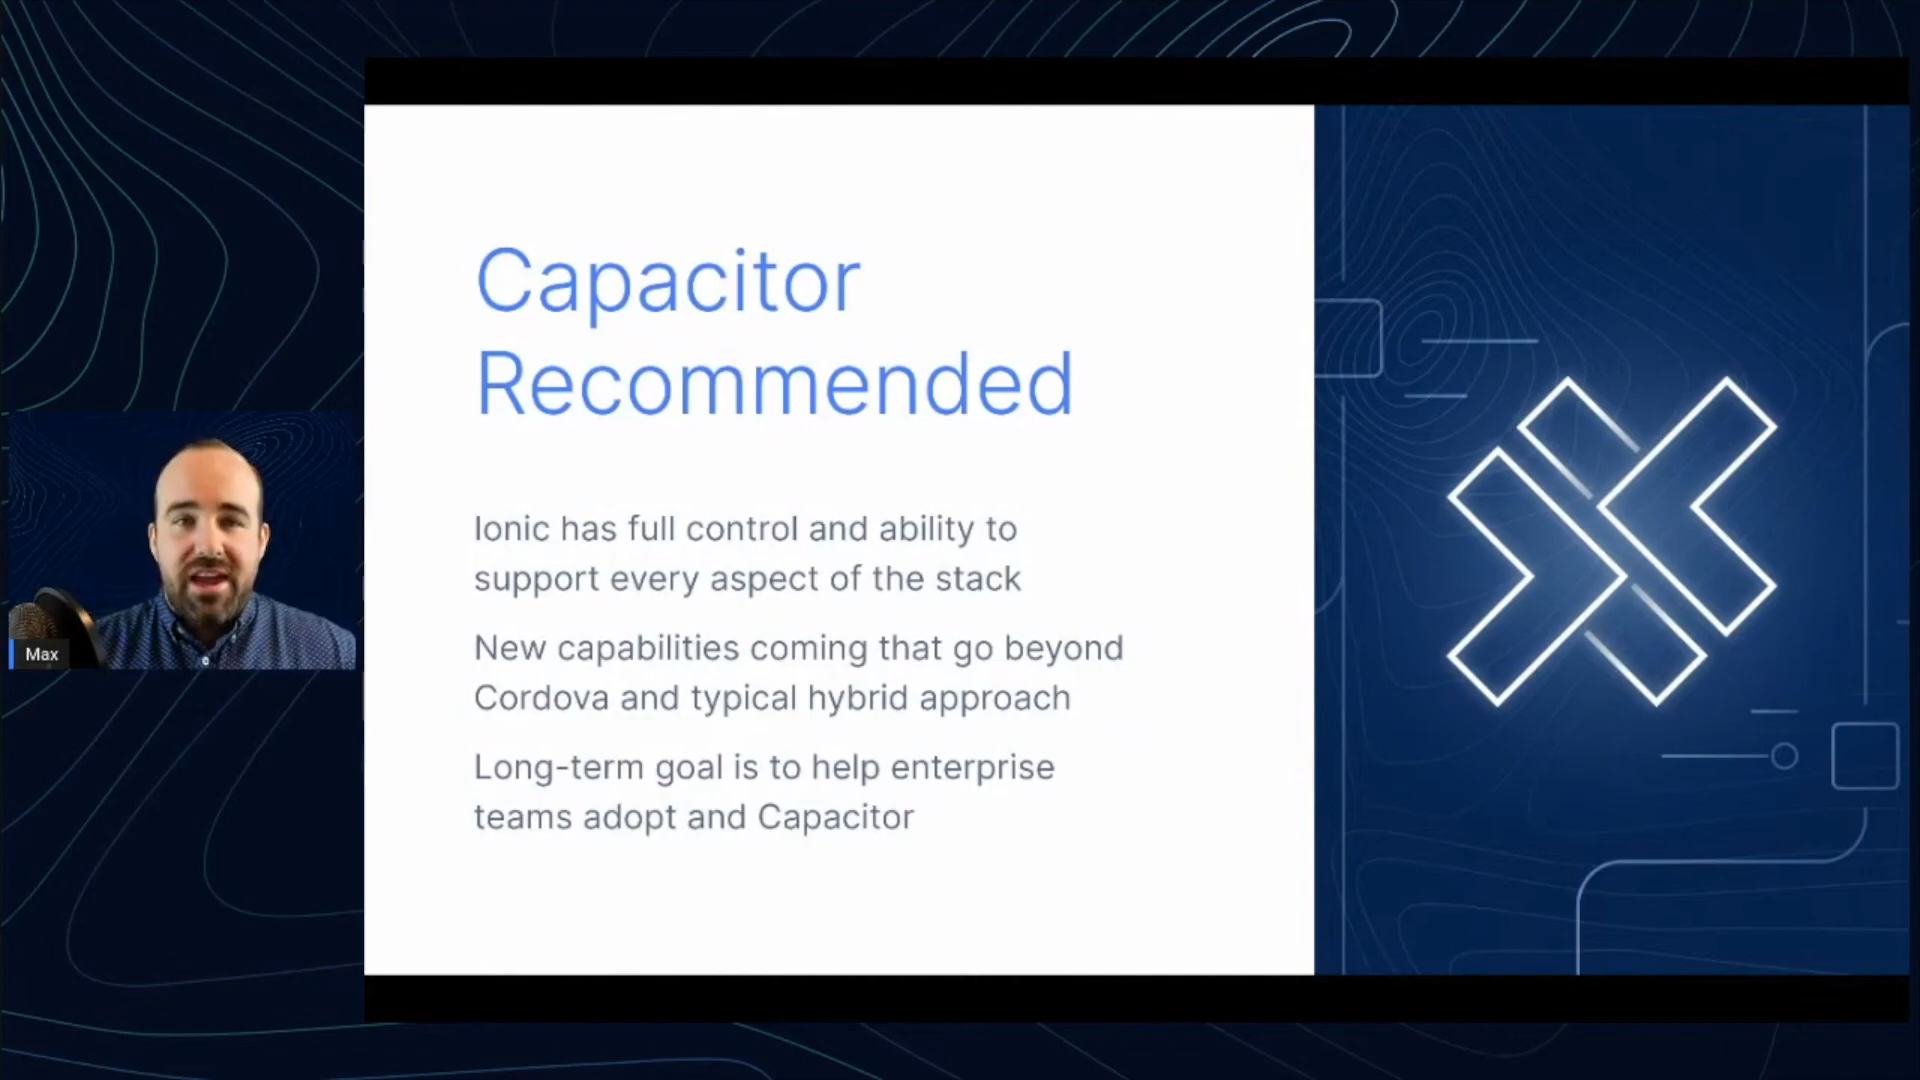 Capacitor
Recommended
Ionic has full control and ability to
support every aspect of the stack
New capabilities coming that go beyond
Cordova and typical hybrid approach
Long-term goal is to help enterprise
teams adopt and Capacitor
Max